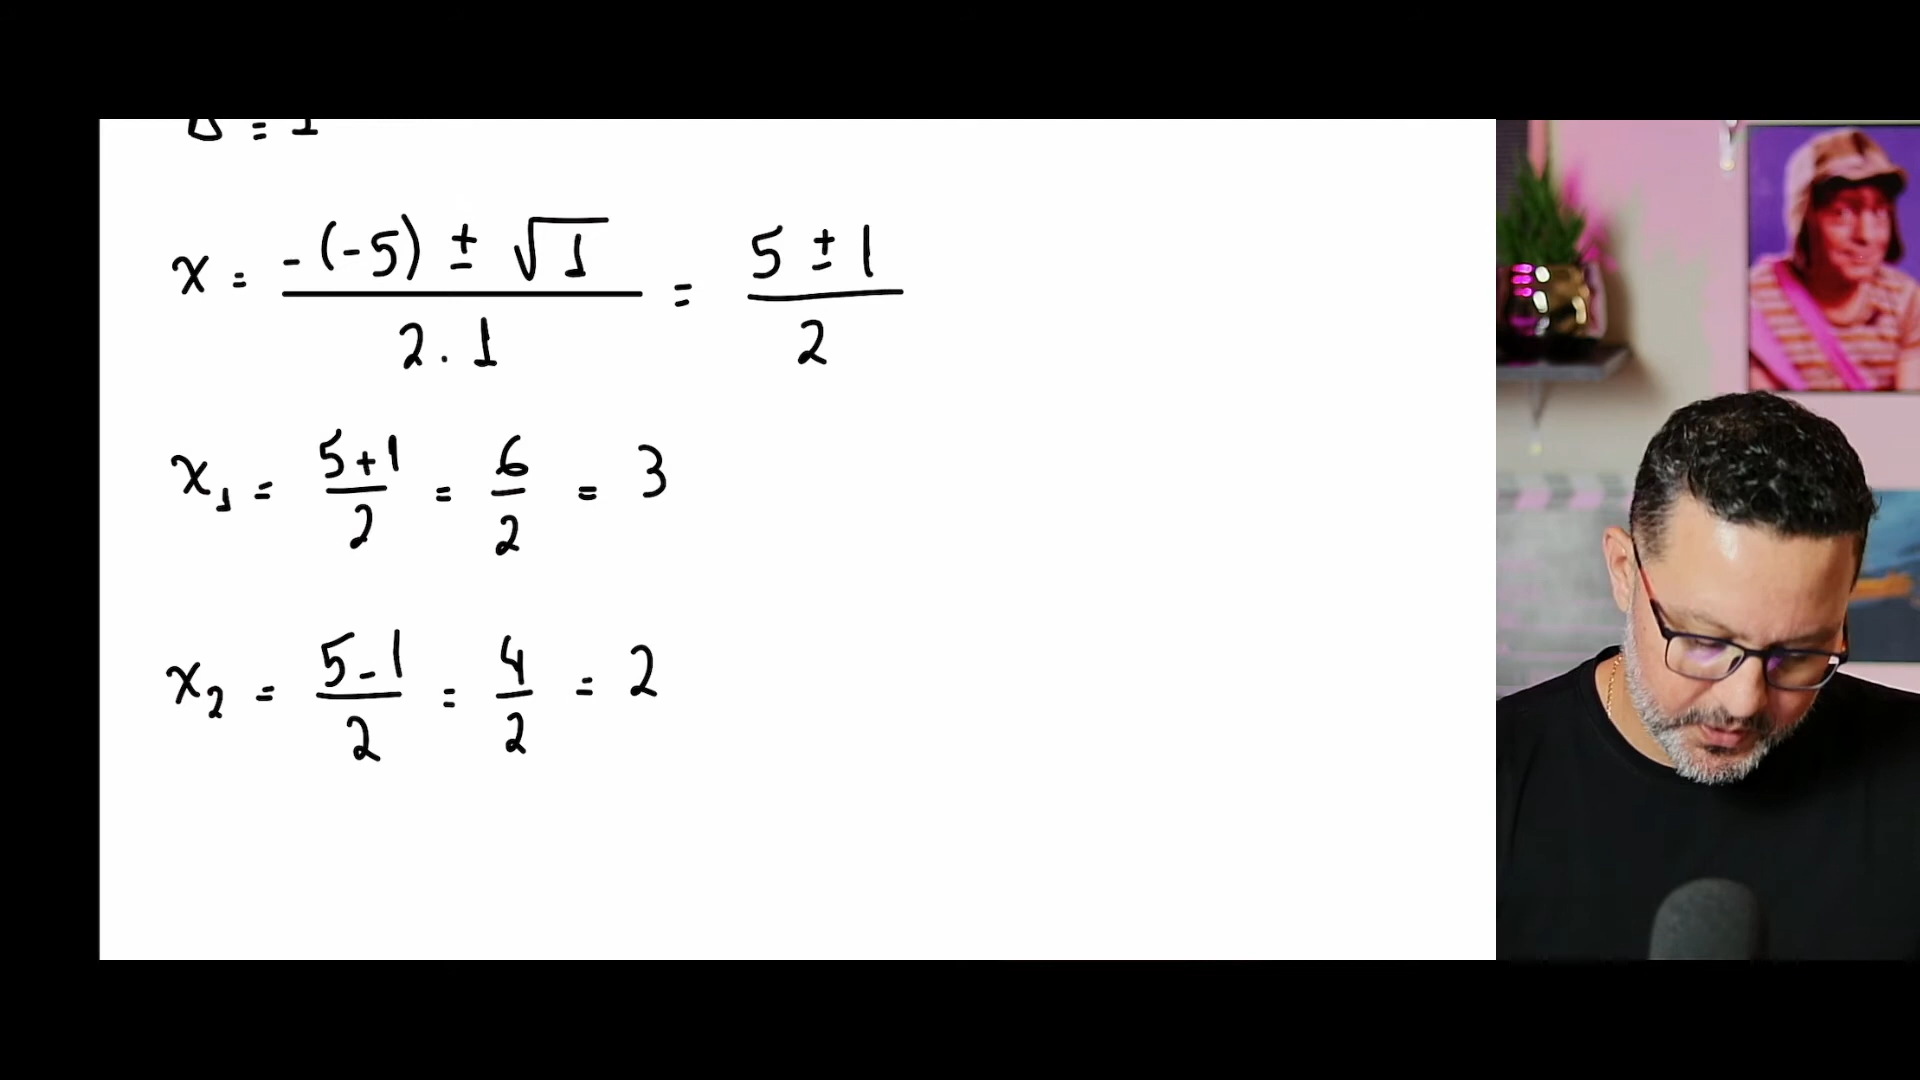 Δ = 1
x = -(-5) ± √1 / 2 . 1 = 5 ± 1 / 2
x₁ = 5+1 / 2 = 6 / 2 = 3
x₂ = 5-1 / 2 = 4 / 2 = 2